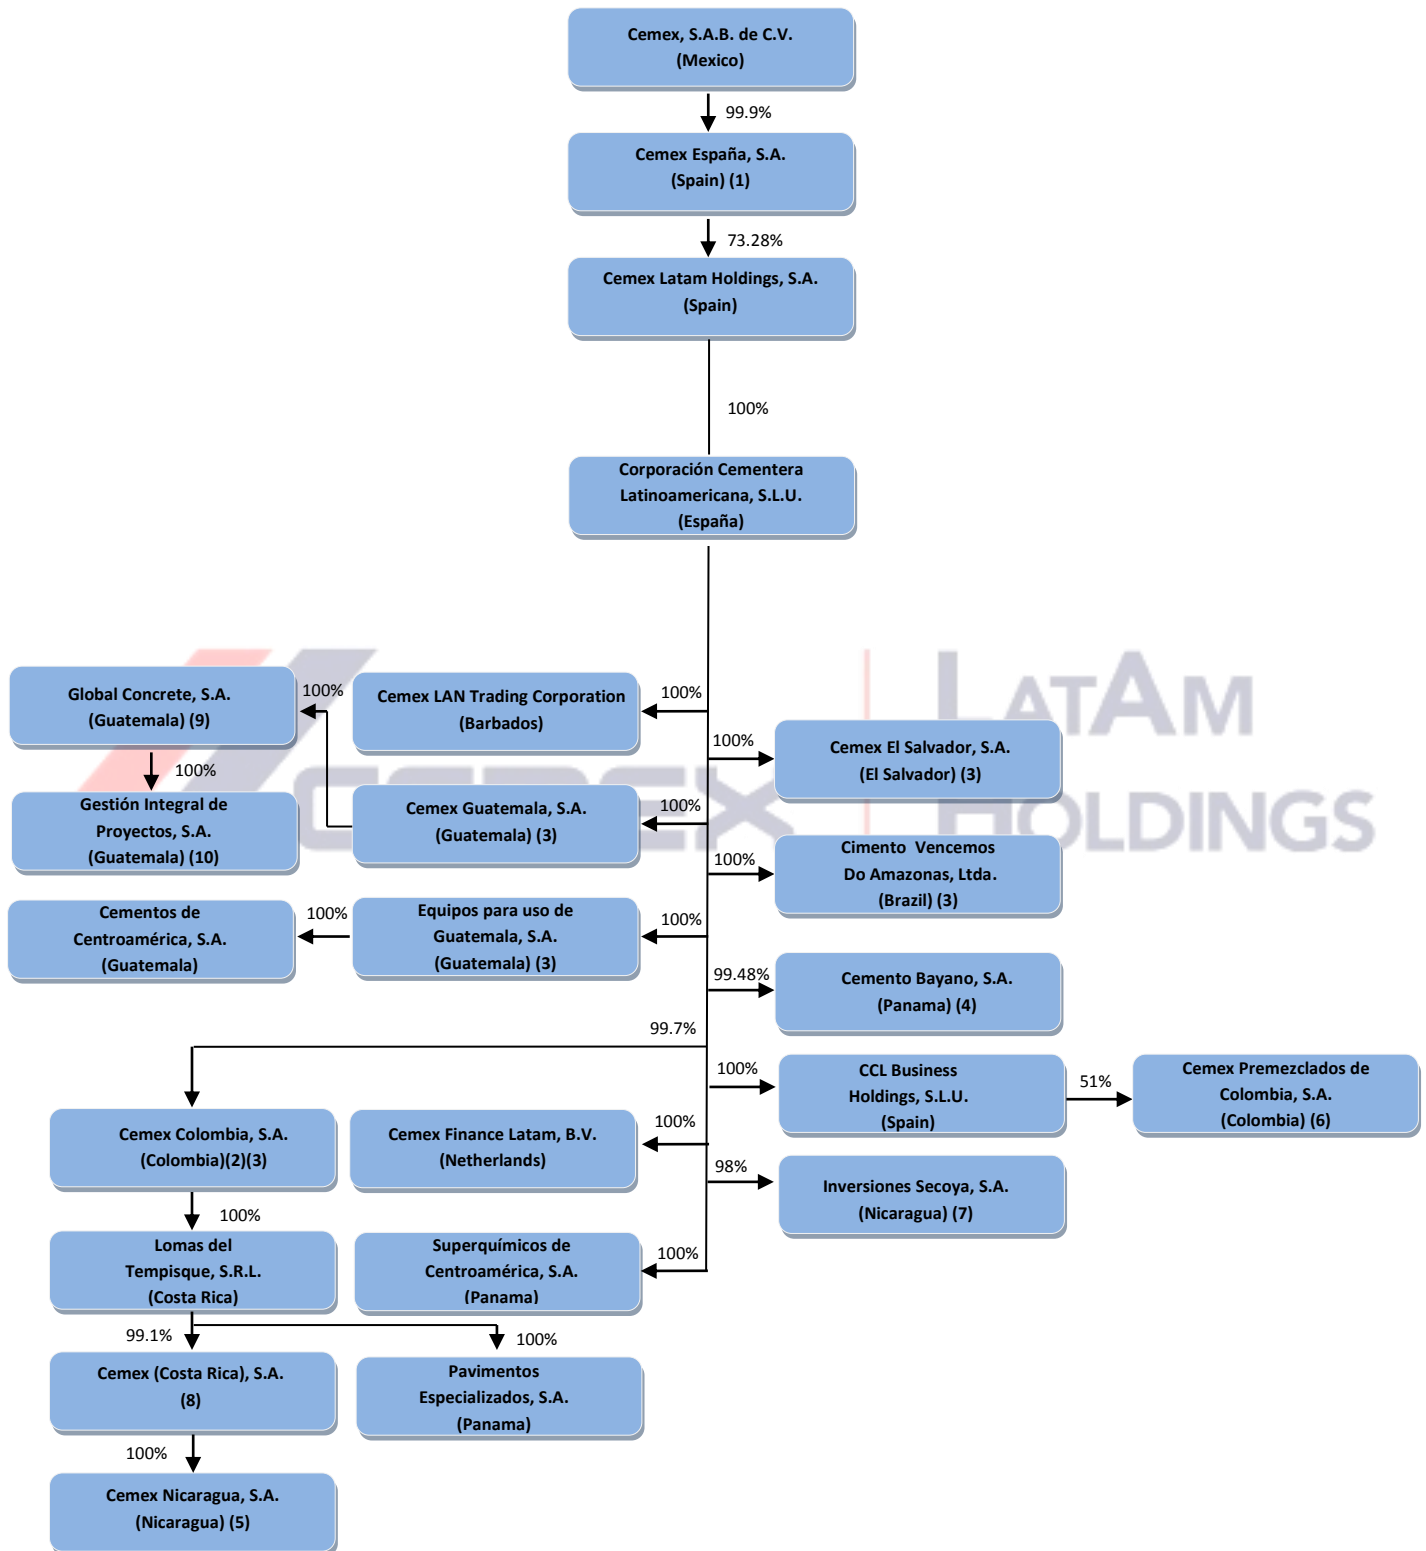 Cemex, S.A.B. de C.V.
(Mexico)
99.9%
Cemex España, S.A.
(Spain) (1)
73.28%
Cemex Latam Holdings, S.A.
(Spain)
100%
Corporación Cementera
Latinoamericana, S.L.U.
(España)
Global Concrete, S.A.
(Guatemala) (9)
100%
Cemex LAN Trading Corporation
(Barbados)
100%
100%
Cemex El Salvador, S.A.
(El Salvador) (3)
100%
Gestión Integral de
Proyectos, S.A.
(Guatemala) (10)
Cemex Guatemala, S.A.
(Guatemala) (3)
100%
CEMEX
LATAM
HOLDINGS
100%
Cimento Vencemos
Do Amazonas, Ltda.
(Brazil) (3)
Cementos de
Centroamérica, S.A.
(Guatemala)
100%
Equipos para uso de
Guatemala, S.A.
(Guatemala) (3)
100%
99.48%
Cemento Bayano, S.A.
(Panama) (4)
99.7%
100%
CCL Business
Holdings, S.L.U.
(Spain)
51%
Cemex Premezclados de
Colombia, S.A.
(Colombia) (6)
Cemex Colombia, S.A.
(Colombia)(2)(3)
Cemex Finance Latam, B.V.
(Netherlands)
100%
98%
Inversiones Secoya, S.A.
(Nicaragua) (7)
100%
Lomas del
Tempisque, S.R.L.
(Costa Rica)
Superquímicos de
Centroamérica, S.A.
(Panama)
100%
99.1%
100%
Cemex (Costa Rica), S.A.
(8)
Pavimentos
Especializados, S.A.
(Panama)
100%
Cemex Nicaragua, S.A.
(Nicaragua) (5)